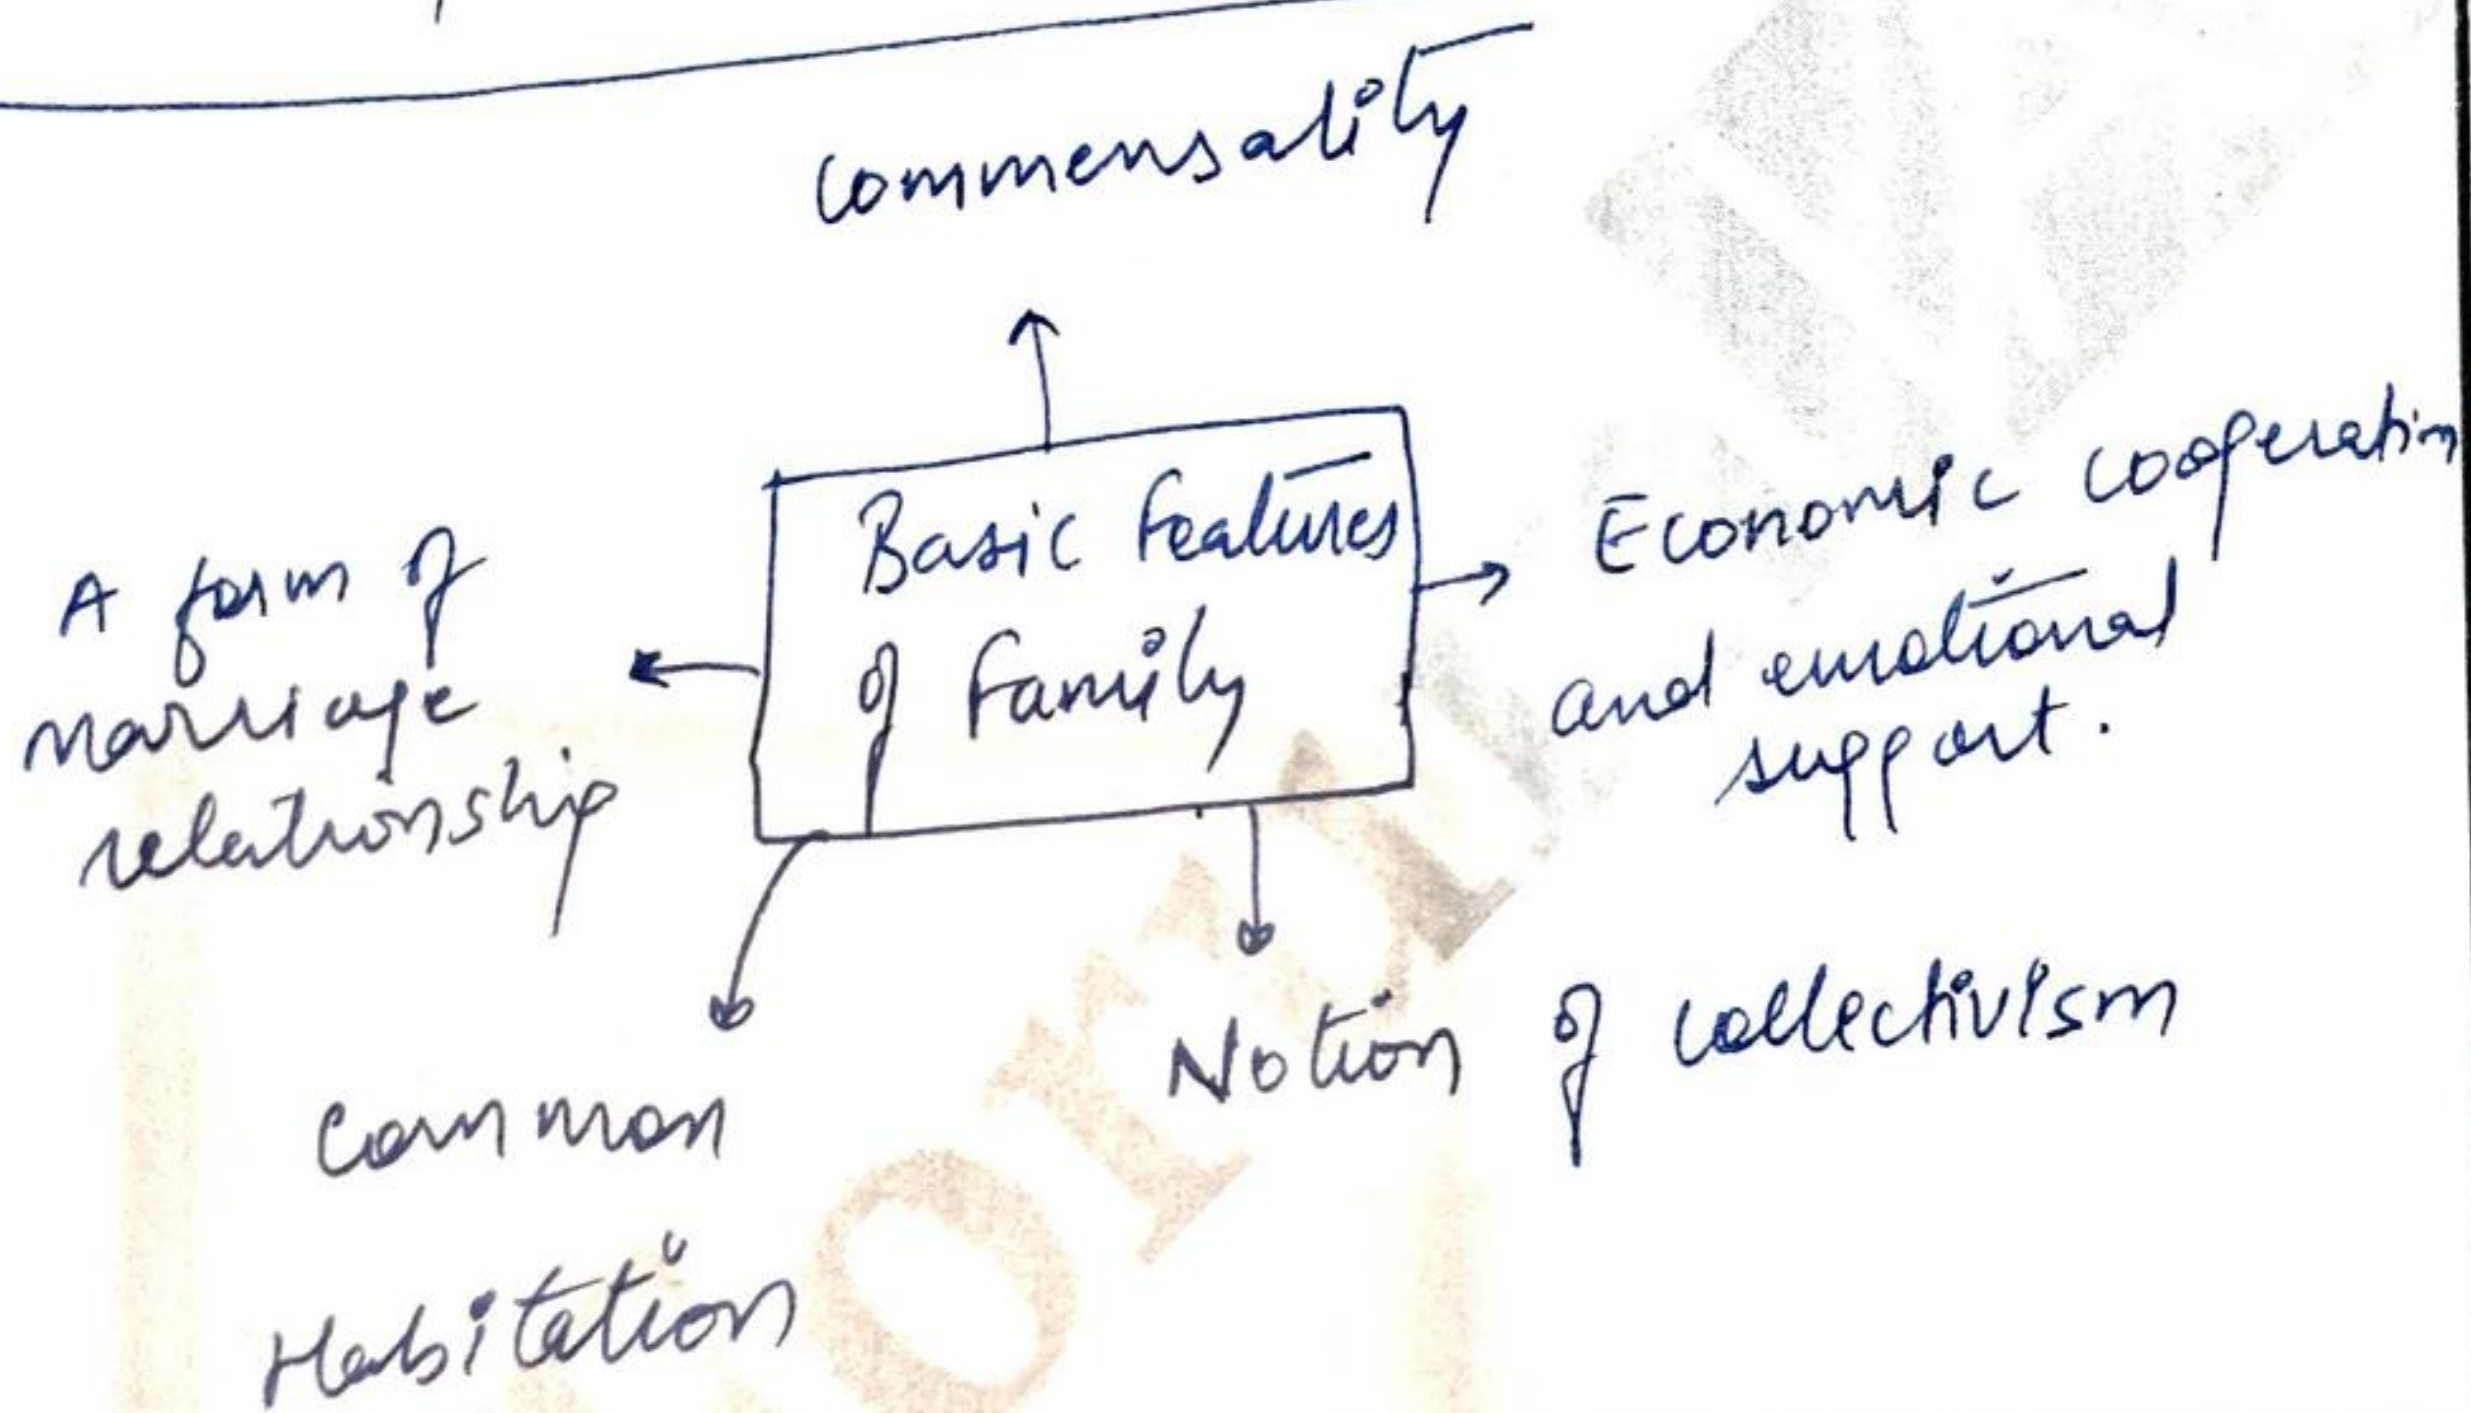 Commensality
Basic Features
of Family
A form of
marriage
relationship
Economic cooperation
and emotional
support.
Notion of collectivism
Common
Habitation